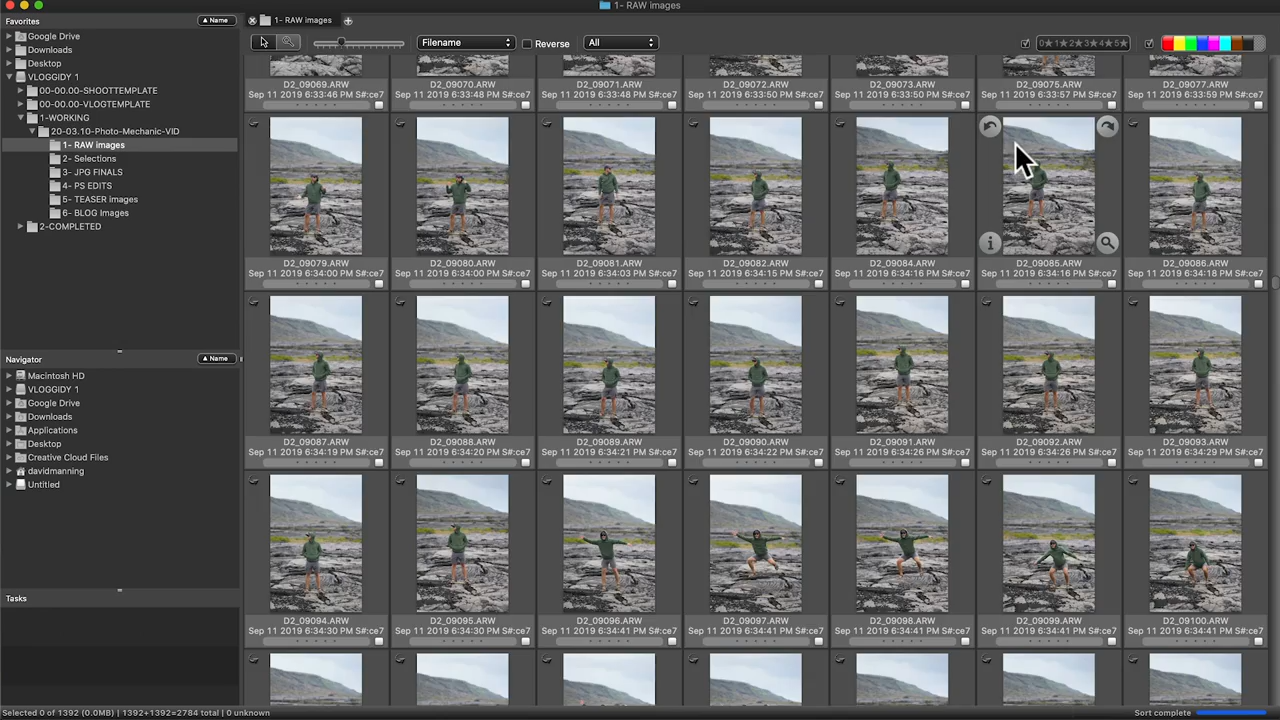 1- RAW images
Favorites
▲ Name
Google Drive
Downloads
Desktop
VLOGGIDY 1
00-00.00-SHOOTTEMPLATE
00-00.00-VLOGTEMPLATE
1-WORKING
20-03.10-Photo-Mechanic-VID
1- RAW images
2- Selections
3- JPG FINALS
4- PS EDITS
5- TEASER images
6- BLOG Images
2-COMPLETED
Navigator
▲ Name
Macintosh HD
VLOGGIDY 1
Google Drive
Downloads
Applications
Desktop
Creative Cloud Files
davidmanning
Untitled
Tasks
1- RAW images
Filename Reverse All 0★1★2★3★4★5★
D2_09069.ARW D2_09070.ARW D2_09071.ARW D2_09072.ARW D2_09073.ARW D2_09075.ARW D2_09077.ARW
Sep 11 2019 6:33:46 PM S#:ce7 Sep 11 2019 6:33:48 PM S#:ce7 Sep 11 2019 6:33:48 PM S#:ce7 Sep 11 2019 6:33:50 PM S#:ce7 Sep 11 2019 6:33:50 PM S#:ce7 Sep 11 2019 6:33:57 PM S#:ce7 Sep 11 2019 6:33:59 PM S#:ce7
D2_09079.ARW D2_09080.ARW D2_09081.ARW D2_09082.ARW D2_09084.ARW D2_09085.ARW D2_09086.ARW
Sep 11 2019 6:34:00 PM S#:ce7 Sep 11 2019 6:34:00 PM S#:ce7 Sep 11 2019 6:34:03 PM S#:ce7 Sep 11 2019 6:34:15 PM S#:ce7 Sep 11 2019 6:34:16 PM S#:ce7 Sep 11 2019 6:34:16 PM S#:ce7 Sep 11 2019 6:34:18 PM S#:ce7
D2_09087.ARW D2_09088.ARW D2_09089.ARW D2_09090.ARW D2_09091.ARW D2_09092.ARW D2_09093.ARW
Sep 11 2019 6:34:19 PM S#:ce7 Sep 11 2019 6:34:20 PM S#:ce7 Sep 11 2019 6:34:21 PM S#:ce7 Sep 11 2019 6:34:22 PM S#:ce7 Sep 11 2019 6:34:26 PM S#:ce7 Sep 11 2019 6:34:26 PM S#:ce7 Sep 11 2019 6:34:29 PM S#:ce7
D2_09094.ARW D2_09095.ARW D2_09096.ARW D2_09097.ARW D2_09098.ARW D2_09099.ARW D2_09100.ARW
Sep 11 2019 6:34:30 PM S#:ce7 Sep 11 2019 6:34:30 PM S#:ce7 Sep 11 2019 6:34:41 PM S#:ce7 Sep 11 2019 6:34:41 PM S#:ce7 Sep 11 2019 6:34:41 PM S#:ce7 Sep 11 2019 6:34:41 PM S#:ce7 Sep 11 2019 6:34:41 PM S#:ce7
Selected 0 of 1392 (0.0MB) | 1392+1392=2784 total | 0 unknown
Sort complete